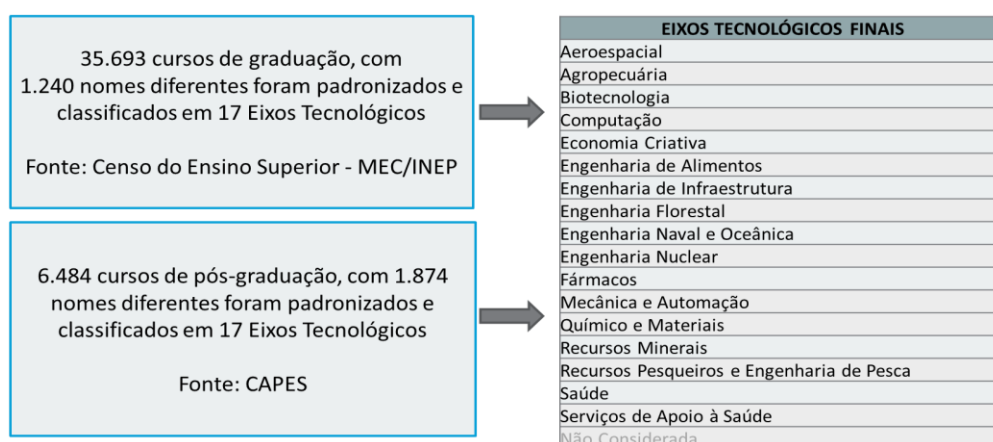 35.693 cursos de graduação, com
1.240 nomes diferentes foram padronizados e
classificados em 17 Eixos Tecnológicos
Fonte: Censo do Ensino Superior - MEC/INEP
6.484 cursos de pós-graduação, com 1.874
nomes diferentes foram padronizados e
classificados em 17 Eixos Tecnológicos
Fonte: CAPES
EIXOS TECNOLÓGICOS FINAIS
Aeroespacial
Agropecuária
Biotecnologia
Computação
Economia Criativa
Engenharia de Alimentos
Engenharia de Infraestrutura
Engenharia Florestal
Engenharia Naval e Oceânica
Engenharia Nuclear
Fármacos
Mecânica e Automação
Químico e Materiais
Recursos Minerais
Recursos Pesqueiros e Engenharia de Pesca
Saúde
Serviços de Apoio à Saúde
Não Considerada